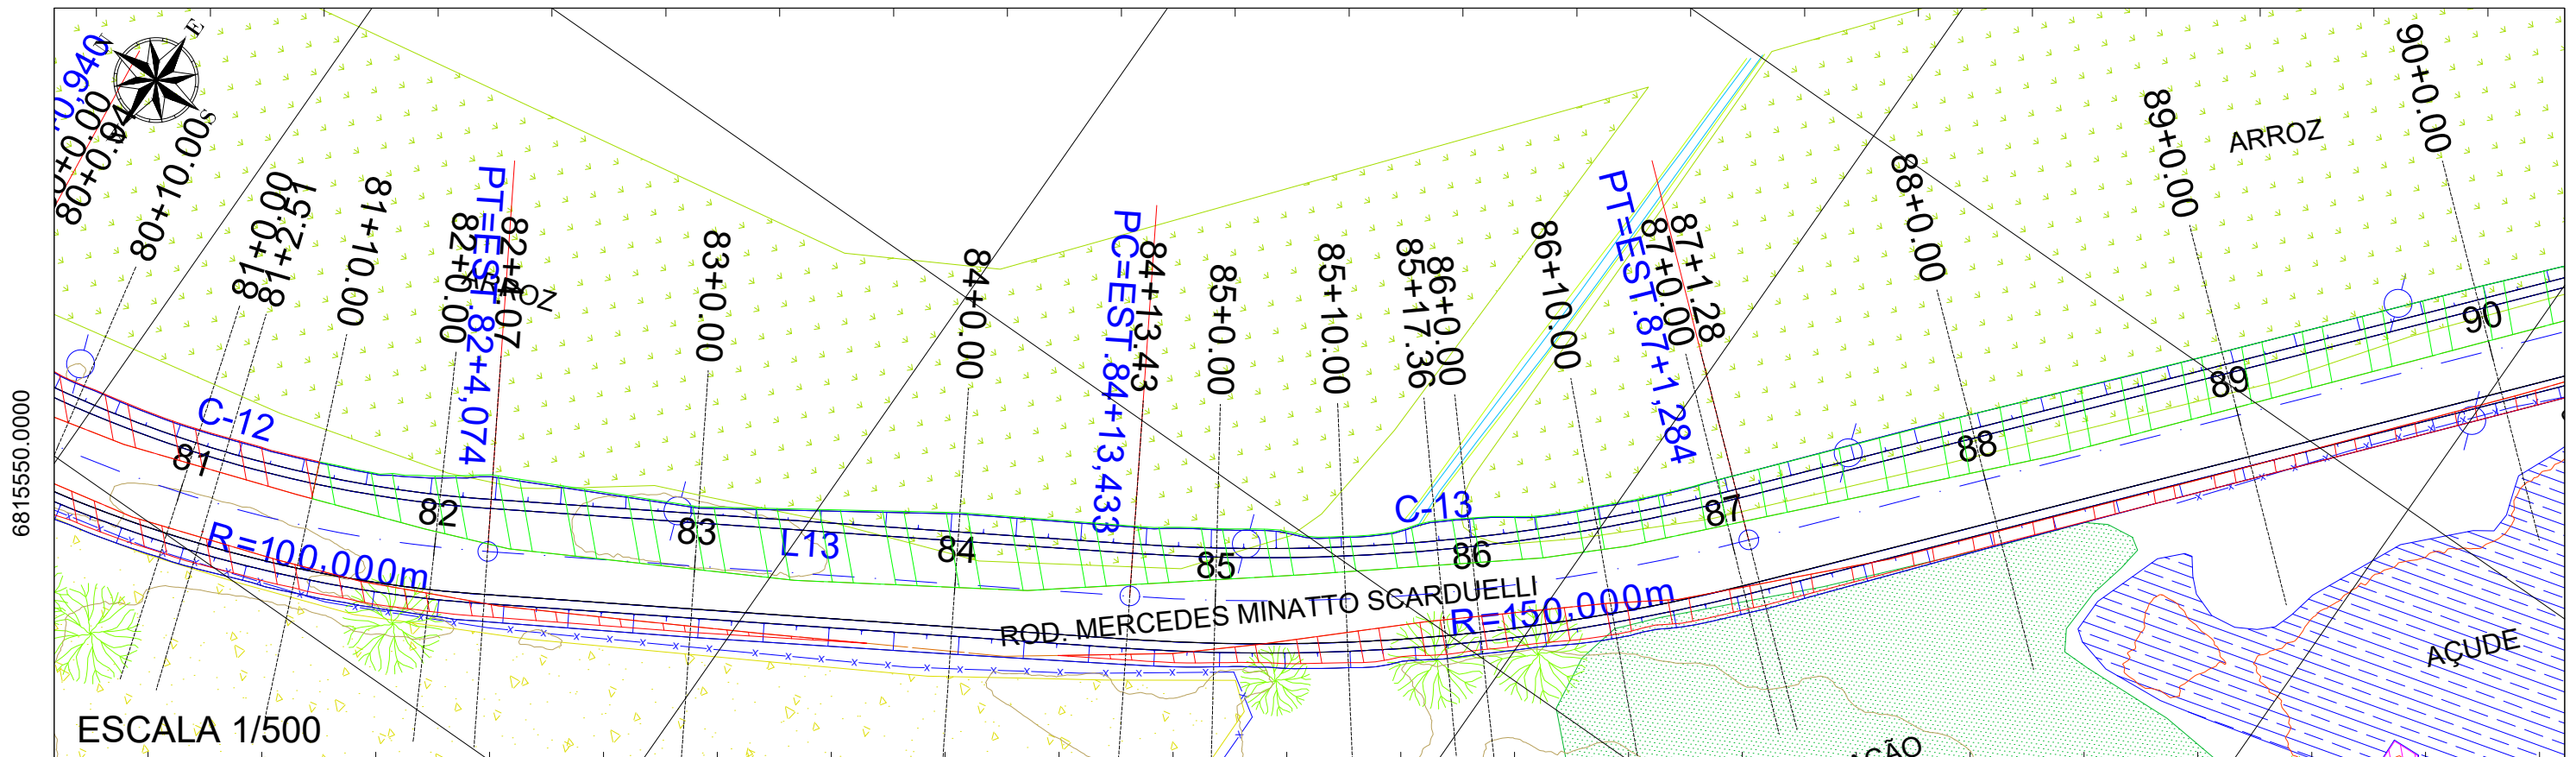 N
E
S
80+0.94
80+10.00
81+0.00
81+2.51
81+10.00
82+0.00
PT=EST.82+4,074
82+4.07
ARROZ
83+0.00
84+0.00
PC=EST.84+13,433
84+13.43
85+0.00
85+10.00
85+17.36
86+0.00
86+10.00
PT=EST.87+1,284
87+0.00
87+1.28
88+0.00
89+0.00
ARROZ
90+0.00
6815550.0000
C-12
81
82
83
L13
84
85
C-13
86
87
88
89
90
R=100,000m
ROD. MERCEDES MINATTO SCARDUELLI
R=150,000m
AÇUDE
ESCALA 1/500